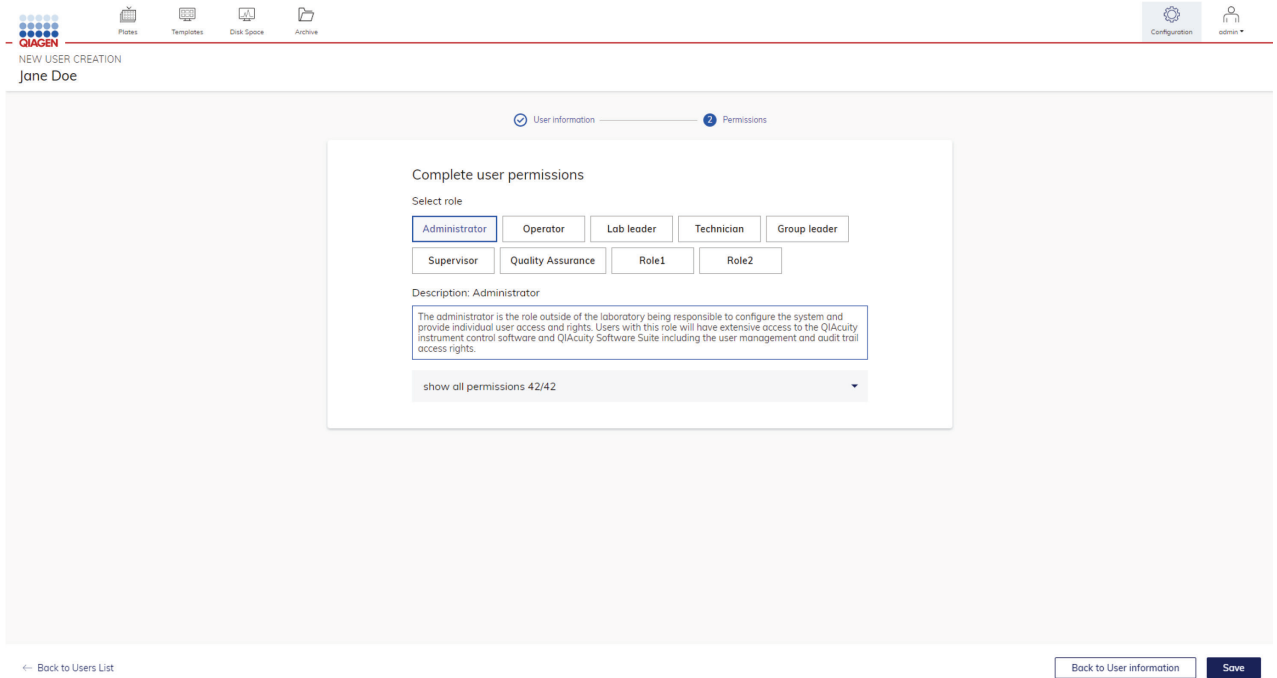 Plates
Templates
Disk Space
Archive
Configuration
admin
QIAGEN
NEW USER CREATION
Jane Doe
User information
2
Permissions
Complete user permissions
Select role
Administrator
Operator
Lab leader
Technician
Group leader
Supervisor
Quality Assurance
Role1
Role2
Description: Administrator
The administrator is the role outside of the laboratory being responsible to configure the system and
provide individual user access and rights. Users with this role will have extensive access to the QIAcuity
instrument control software and QIAcuity Software Suite including the user management and audit trail
access rights.
show all permissions 42/42
← Back to Users List
Back to User information
Save